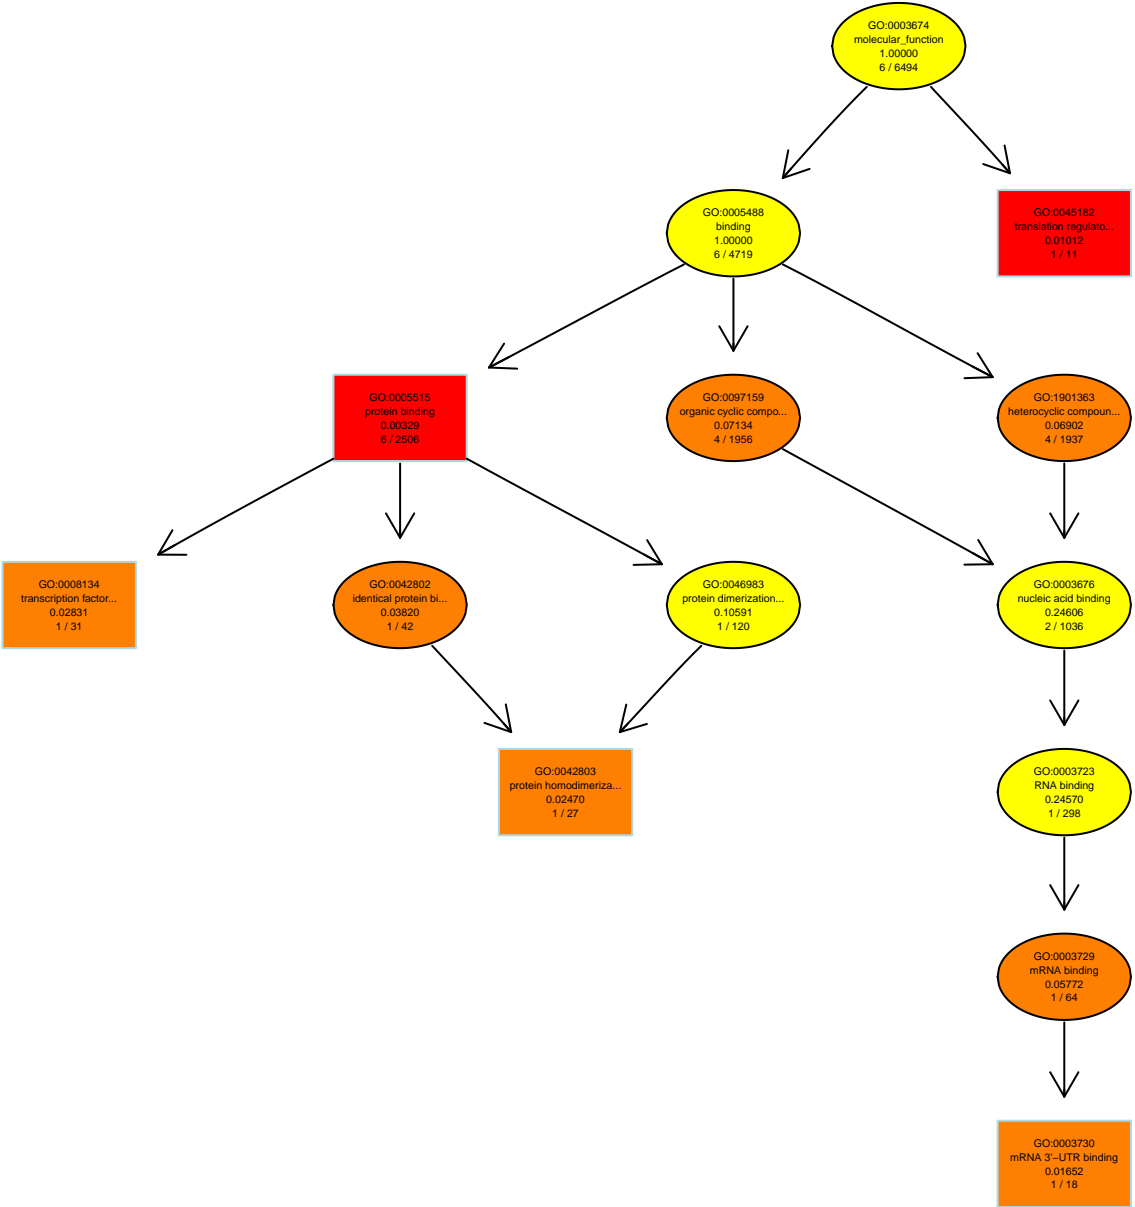 GO:0003674
molecular_function
1.00000
6 / 6494
GO:0005488
binding
1.00000
6 / 4719
GO:0045182
translation regulato...
0.01012
1 / 11
GO:0005515
protein binding
0.00329
6 / 2506
GO:0097159
organic cyclic compo...
0.07134
4 / 1956
GO:1901363
heterocyclic compoun...
0.06902
4 / 1937
GO:0008134
transcription factor...
0.02831
1 / 31
GO:0042802
identical protein bi...
0.03820
1 / 42
GO:0046983
protein dimerization...
0.10591
1 / 120
GO:0003676
nucleic acid binding
0.24606
2 / 1036
GO:0042803
protein homodimeriza...
0.02470
1 / 27
GO:0003723
RNA binding
0.24570
1 / 298
GO:0003729
mRNA binding
0.05772
1 / 64
GO:0003730
mRNA 3'−UTR binding
0.01652
1 / 18